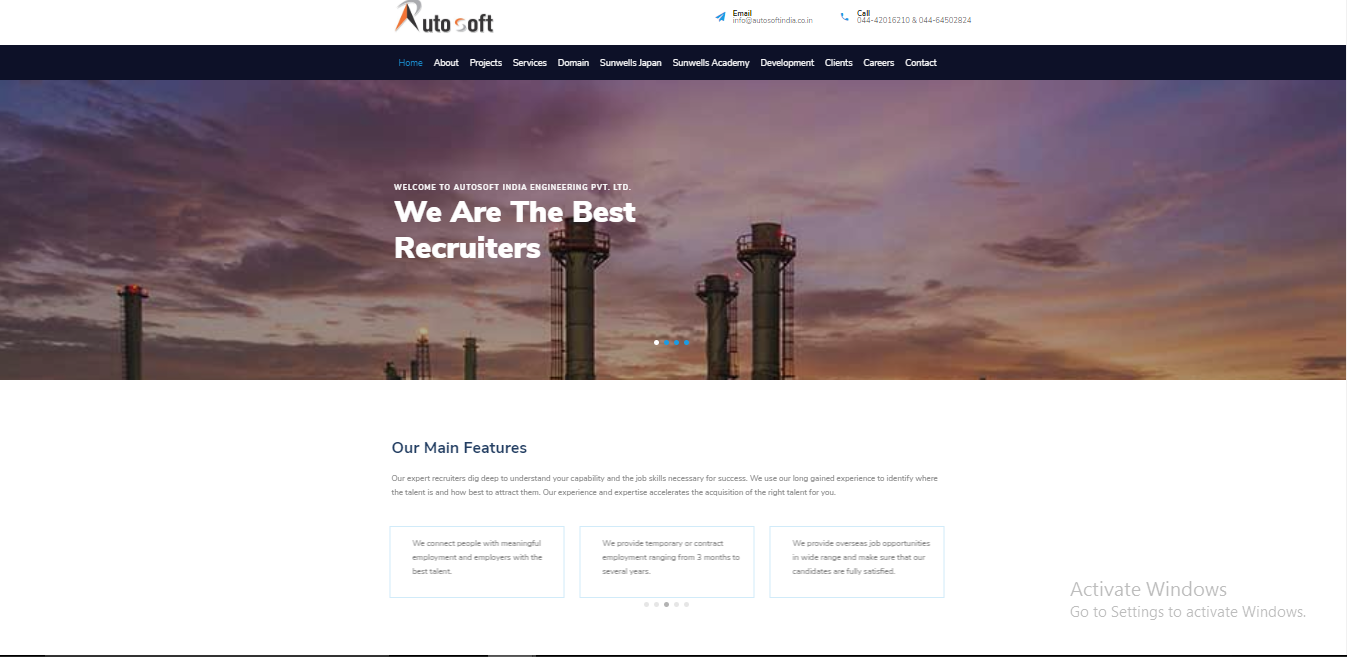 Auto soft
Email
info@autosoftindia.co.in
Call
044-42016210 & 044-64502824
Home About Projects Services Domain Sunwells Japan Sunwells Academy Development Clients Careers Contact
WELCOME TO AUTOSOFT INDIA ENGINEERING PVT. LTD.
We Are The Best
Recruiters
Our Main Features
Our expert recruiters dig deep to understand your capability and the job skills necessary for success. We use our long gained experience to identify where
the talent is and how best to attract them. Our experience and expertise accelerates the acquisition of the right talent for you.
We connect people with meaningful
employment and employers with the
best talent.
We provide temporary or contract
employment ranging from 3 months to
several years.
We provide overseas job opportunities
in wide range and make sure that our
candidates are fully satisfied.
Activate Windows
Go to Settings to activate Windows.